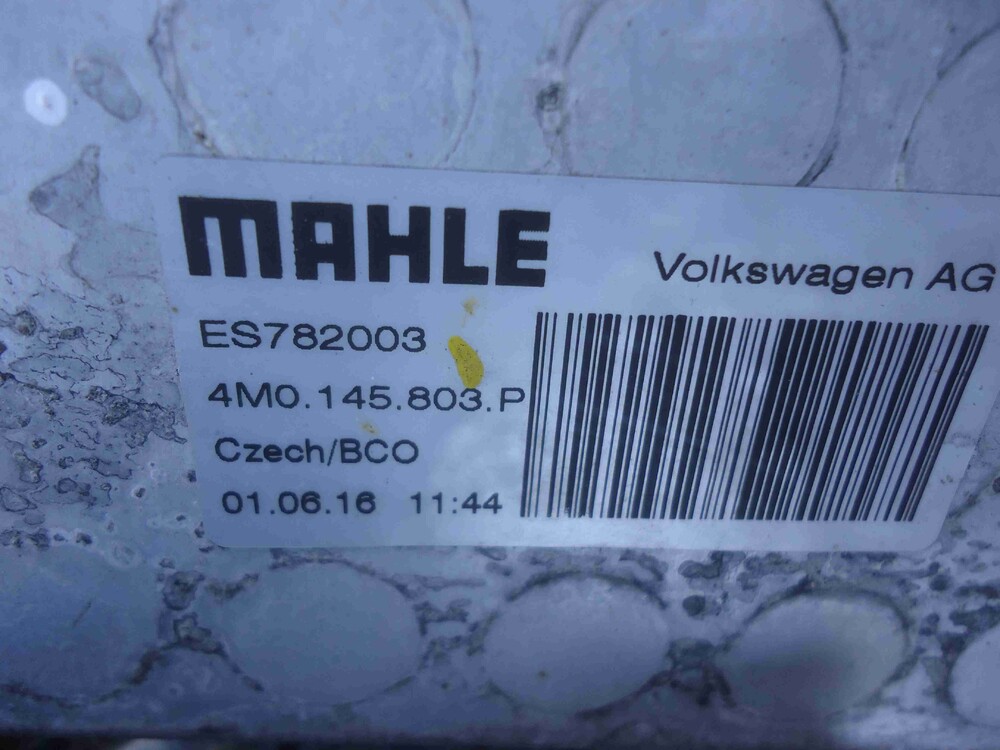 MAHLE
Volkswagen AG
ES782003
4M0.145.803.P
Czech/BCO
01.06.16 11:44